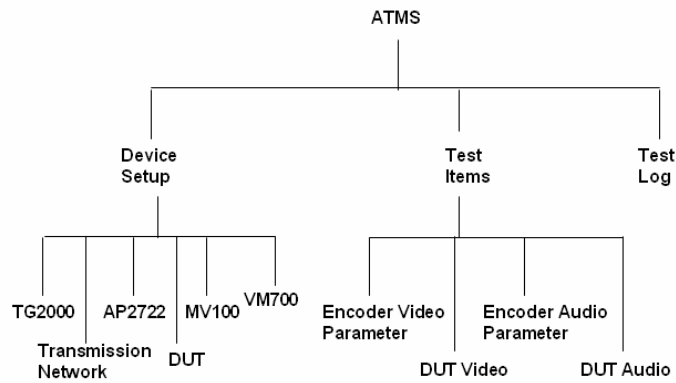 ATMS
Device
Setup
Test
Items
Test
Log
TG2000
AP2722
MV100
VM700
Transmission
Network
DUT
Encoder Video
Parameter
Encoder Audio
Parameter
DUT Video
DUT Audio